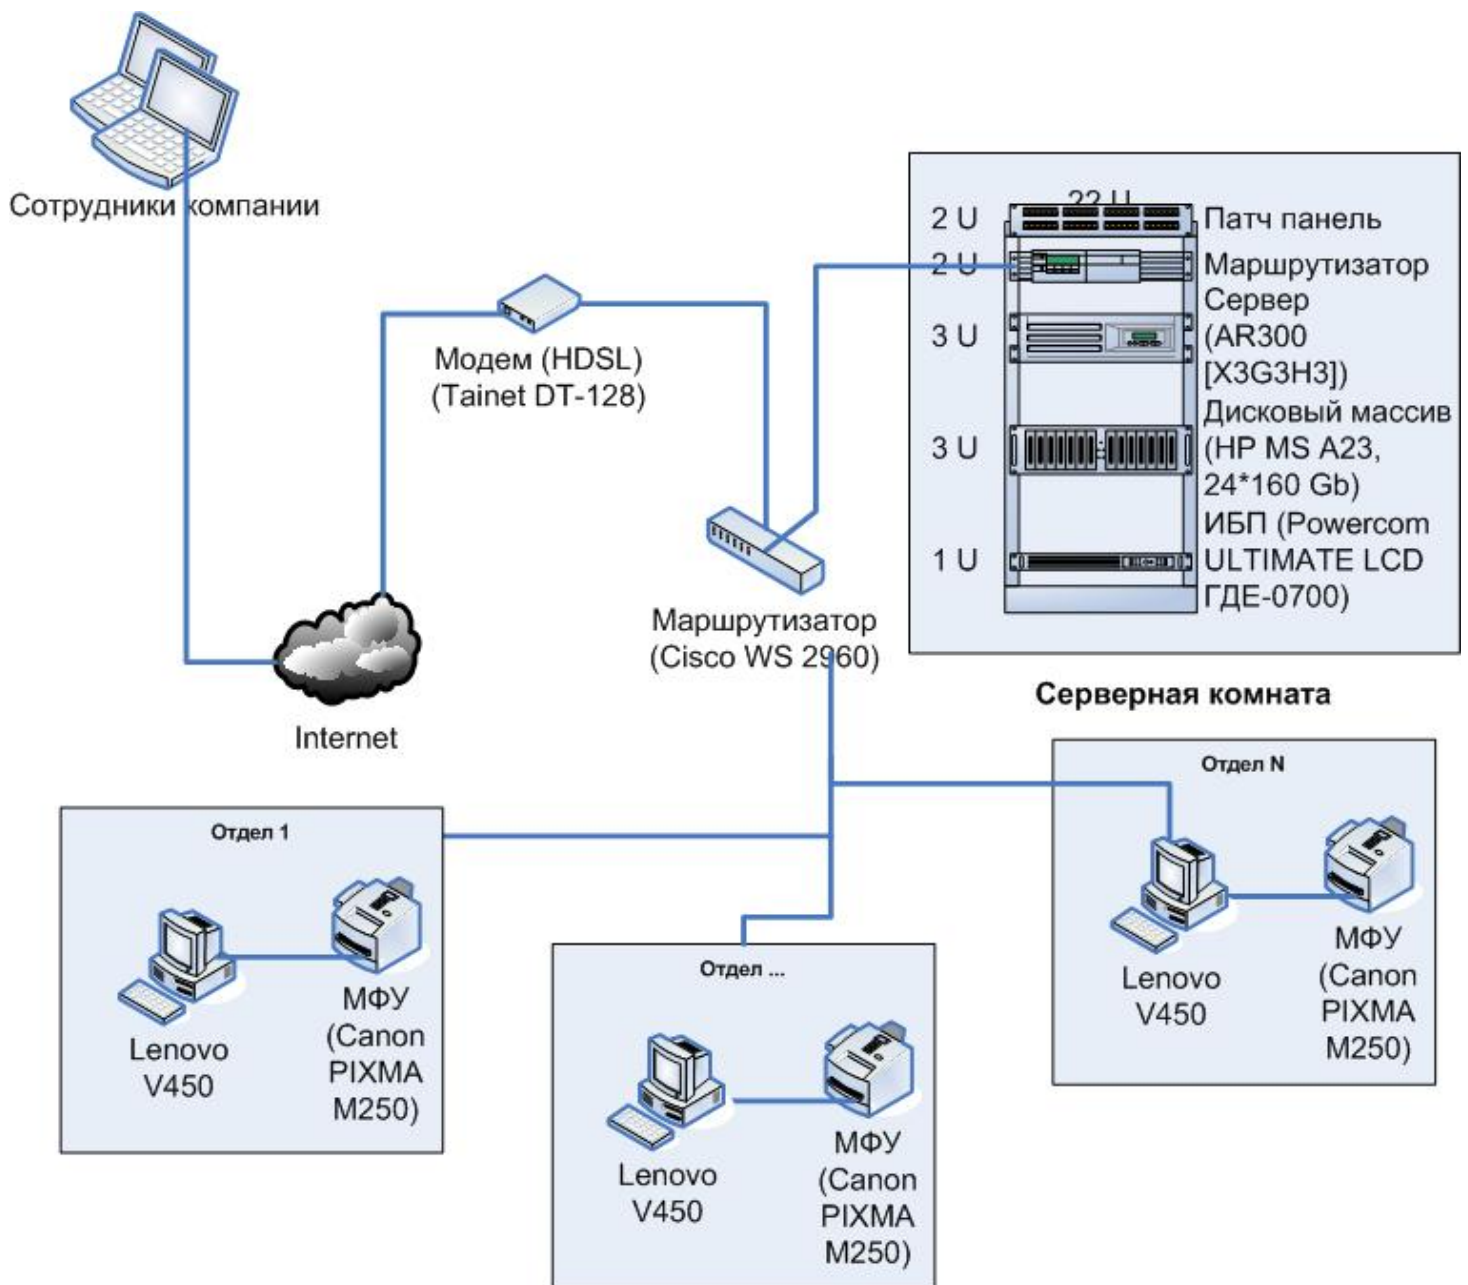 Сотрудники компании
22 U
2 U
Патч панель
2 U
Маршрутизатор
3 U
Сервер
(AR300
[X3G3H3])
3 U
Дисковый массив
(HP MS A23,
24*160 Gb)
1 U
ИБП (Powercom
ULTIMATE LCD
ГДЕ-0700)
Модем (HDSL)
(Tainet DT-128)
Маршрутизатор
(Cisco WS 2960)
Internet
Серверная комната
Отдел N
Lenovo
V450
МФУ
(Canon
PIXMA
M250)
Отдел 1
Lenovo
V450
МФУ
(Canon
PIXMA
M250)
Отдел ...
Lenovo
V450
МФУ
(Canon
PIXMA
M250)